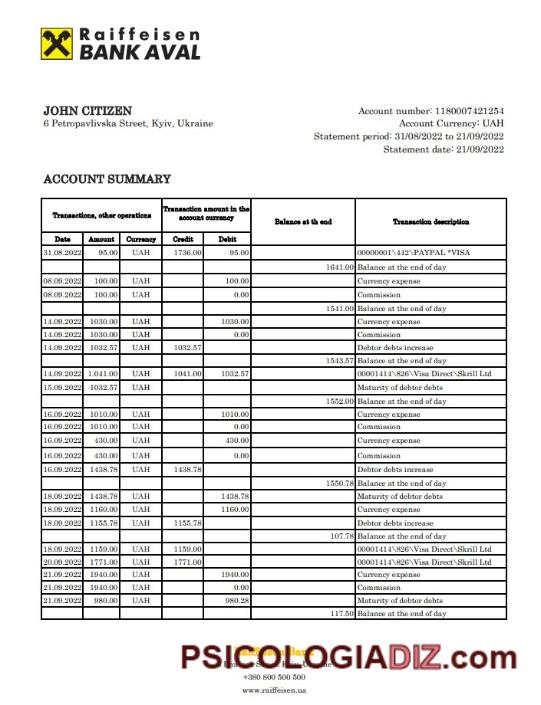 Raiffeisen
BANK AVAL
JOHN CITIZEN
6 Petropavlivska Street, Kyiv, Ukraine
Account number: 1180007421254
Account Currency: UAH
Statement period: 31/08/2022 to 21/09/2022
Statement date: 21/09/2022
ACCOUNT SUMMARY
Transactions, other operations Transaction amount in the account currency Balance at th end Transaction description
Date Amount Currency Credit Debit
31.08.2022 95.00 UAH 1736.00 95.00 00000001\442\PAYPAL *VISA
1641.00 Balance at the end of day
08.09.2022 100.00 UAH 100.00 Currency expense
08.09.2022 100.00 UAH 0.00 Commission
1541.00 Balance at the end of day
14.09.2022 1030.00 UAH 1030.00 Currency expense
14.09.2022 1030.00 UAH 0.00 Commission
14.09.2022 1032.57 UAH 1032.57 Debtor debts increase
1543.57 Balance at the end of day
14.09.2022 1.041.00 UAH 1041.00 1032.57 00001414\826\Visa Direct\Skrill Ltd
15.09.2022 1032.57 UAH Maturity of debtor debts
1552.00 Balance at the end of day
16.09.2022 1010.00 UAH 1010.00 Currency expense
16.09.2022 1010.00 UAH 0.00 Commission
16.09.2022 430.00 UAH 430.00 Currency expense
16.09.2022 430.00 UAH 0.00 Commission
16.09.2022 1438.78 UAH 1438.78 Debtor debts increase
1550.78 Balance at the end of day
18.09.2022 1438.78 UAH 1438.78 Maturity of debtor debts
18.09.2022 1160.00 UAH 1160.00 Currency expense
18.09.2022 1155.78 UAH 1155.78 Debtor debts increase
107.78 Balance at the end of day
18.09.2022 1159.00 UAH 1159.00 00001414\826\Visa Direct\Skrill Ltd
20.09.2022 1771.00 UAH 1771.00 00001414\826\Visa Direct\Skrill Ltd
21.09.2022 1940.00 UAH 1940.00 Currency expense
21.09.2022 1940.00 UAH 0.00 Commission
21.09.2022 980.00 UAH 980.28 Maturity of debtor debts
117.50 Balance at the end of day
Raiffeisen Bank
PSICOLOGIADIZ.com
+380 800 500 500
www.raiffeisen.ua